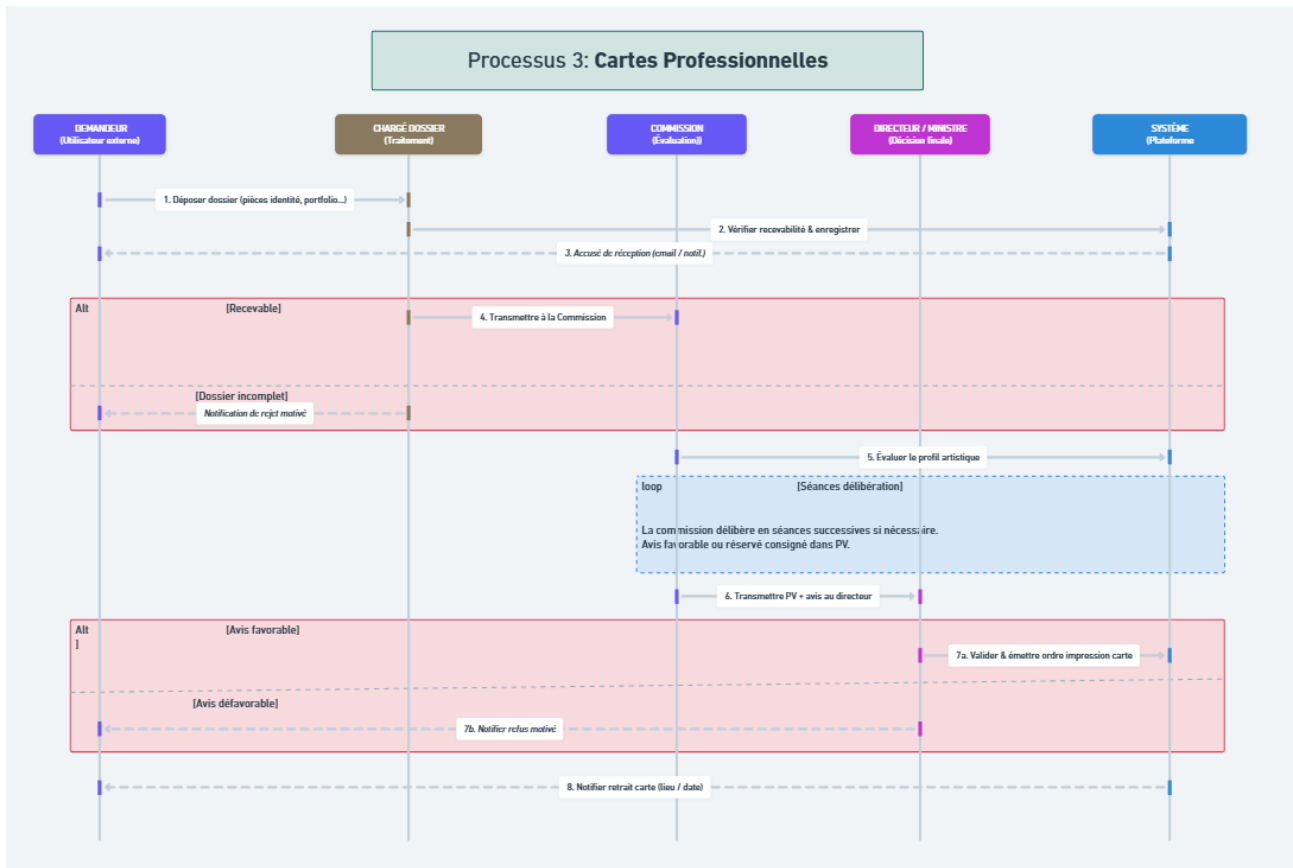 Processus 3: Cartes Professionnelles
DEMANDEUR
(Utilisateur externe)
CHARGÉ DOSSIER
(Traitement)
COMMISSION
(Évaluation))
DIRECTEUR / MINISTRE
(Décision finale)
SYSTÈME
(Plateforme
1. Déposer dossier (pièces identité, portfolio...)
2. Vérifier recevabilité & enregistrer
3. Accusé de réception (email / notif.)
Alt
[Recevable]
4. Transmettre à la Commission
[Dossier incomplet]
Notification de rejet motivé
5. Évaluer le profil artistique
loop
[Séances délibération]
La commission délibère en séances successives si nécessaire.
Avis favorable ou réservé consigné dans PV.
6. Transmettre PV + avis au directeur
Alt
]
[Avis favorable]
7a. Valider & émettre ordre impression carte
[Avis défavorable]
7b. Notifier refus motivé
8. Notifier retrait carte (lieu / date)